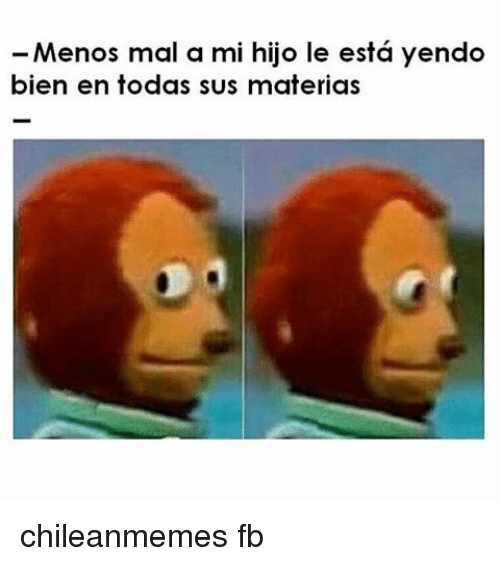 – Menos mal a mi hijo le está yendo
bien en todas sus materias
–
chileanmemes fb